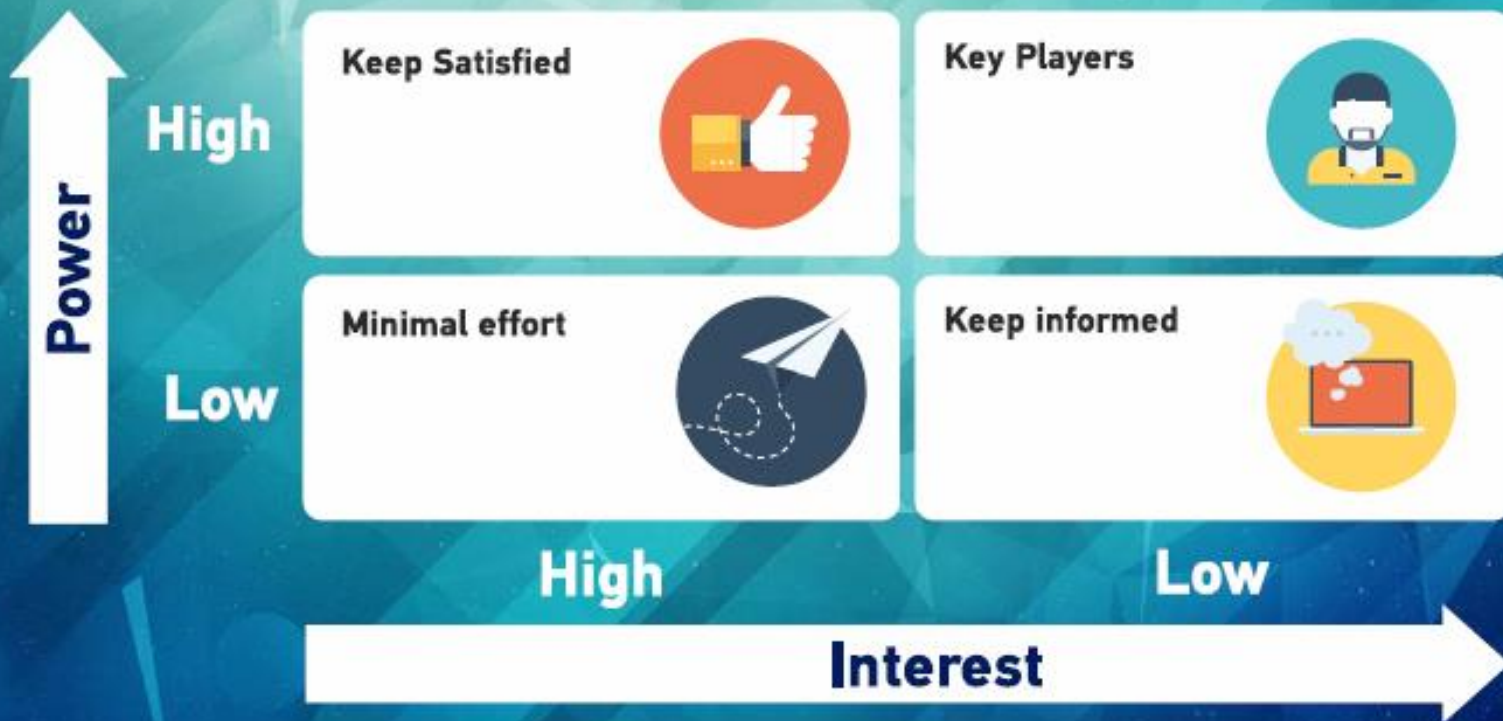 Keep Satisfied
Key Players
High
Power
Minimal effort
Keep informed
Low
High
Low
Interest